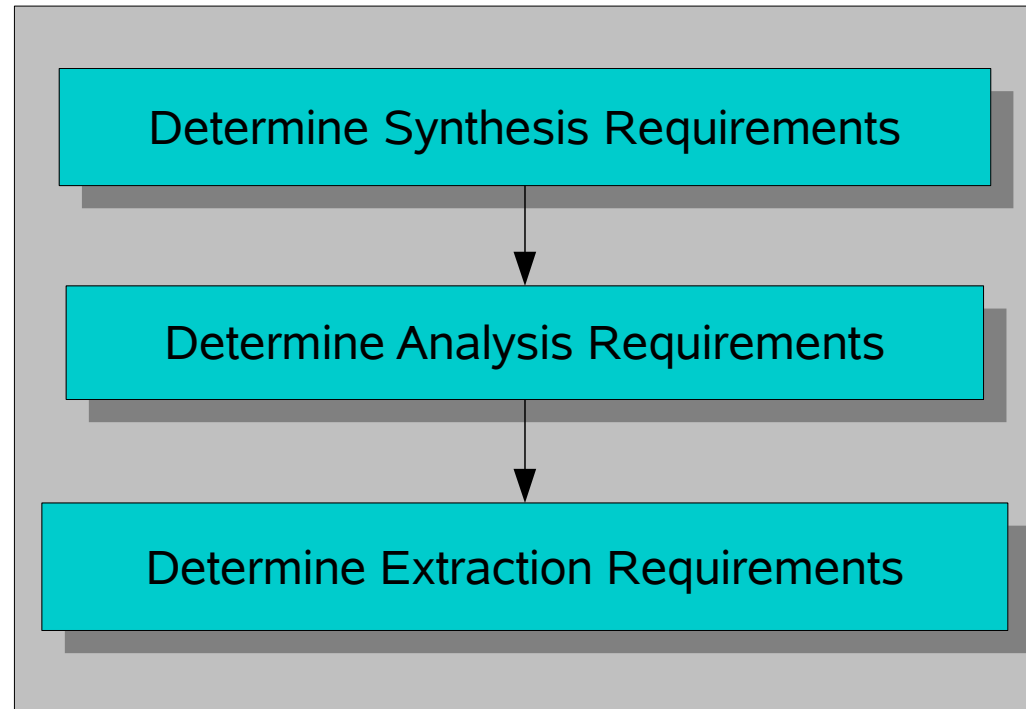 Determine Synthesis Requirements
Determine Analysis Requirements
Determine Extraction Requirements